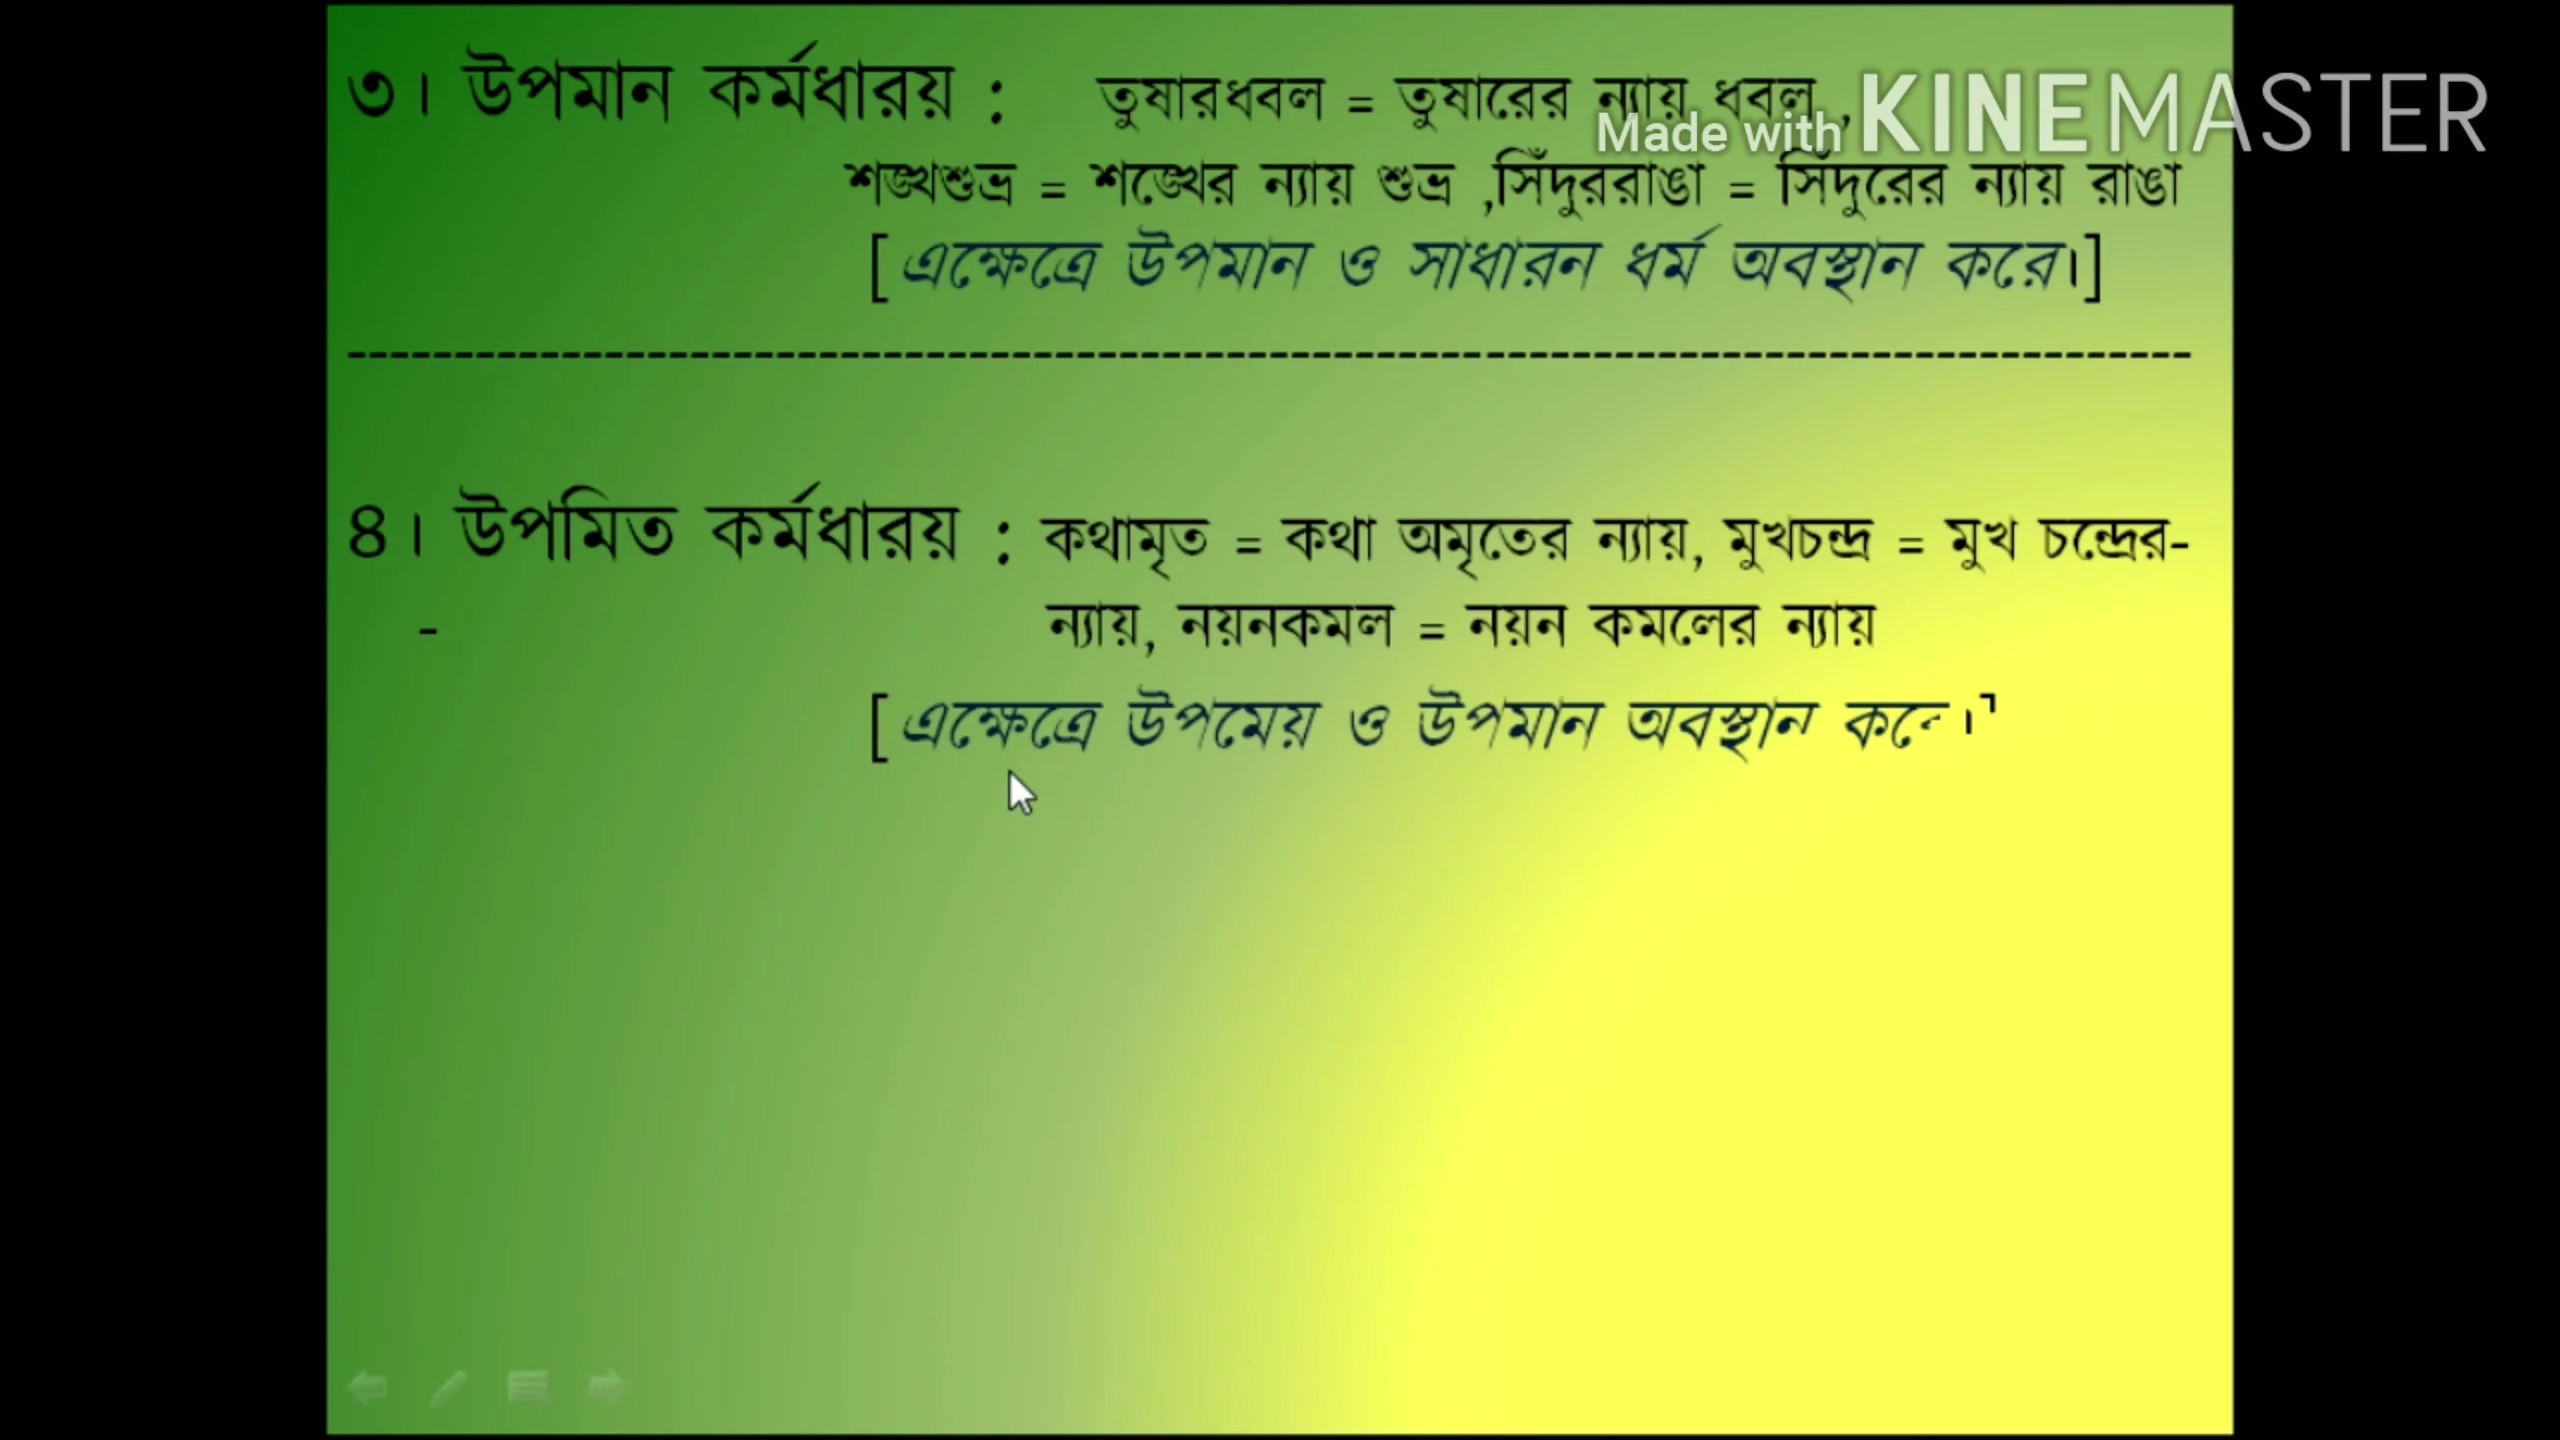 ৩। উপমান কর্মধারয় : তুষারধবল = তুষারের ন্যায় ধবল ,
Made with KINEMASTER
শঙ্খশুভ্র = শঙ্খের ন্যায় শুভ্র ,সিঁদুররাঙা = সিঁদুরের ন্যায় রাঙা
[ এক্ষেত্রে উপমান ও সাধারন ধর্ম অবস্থান করে।]
৪। উপমিত কর্মধারয় : কথামৃত = কথা অমৃতের ন্যায়, মুখচন্দ্র = মুখ চন্দ্রের-
- ন্যায়, নয়নকমল = নয়ন কমলের ন্যায়
[ এক্ষেত্রে উপমেয় ও উপমান অবস্থান